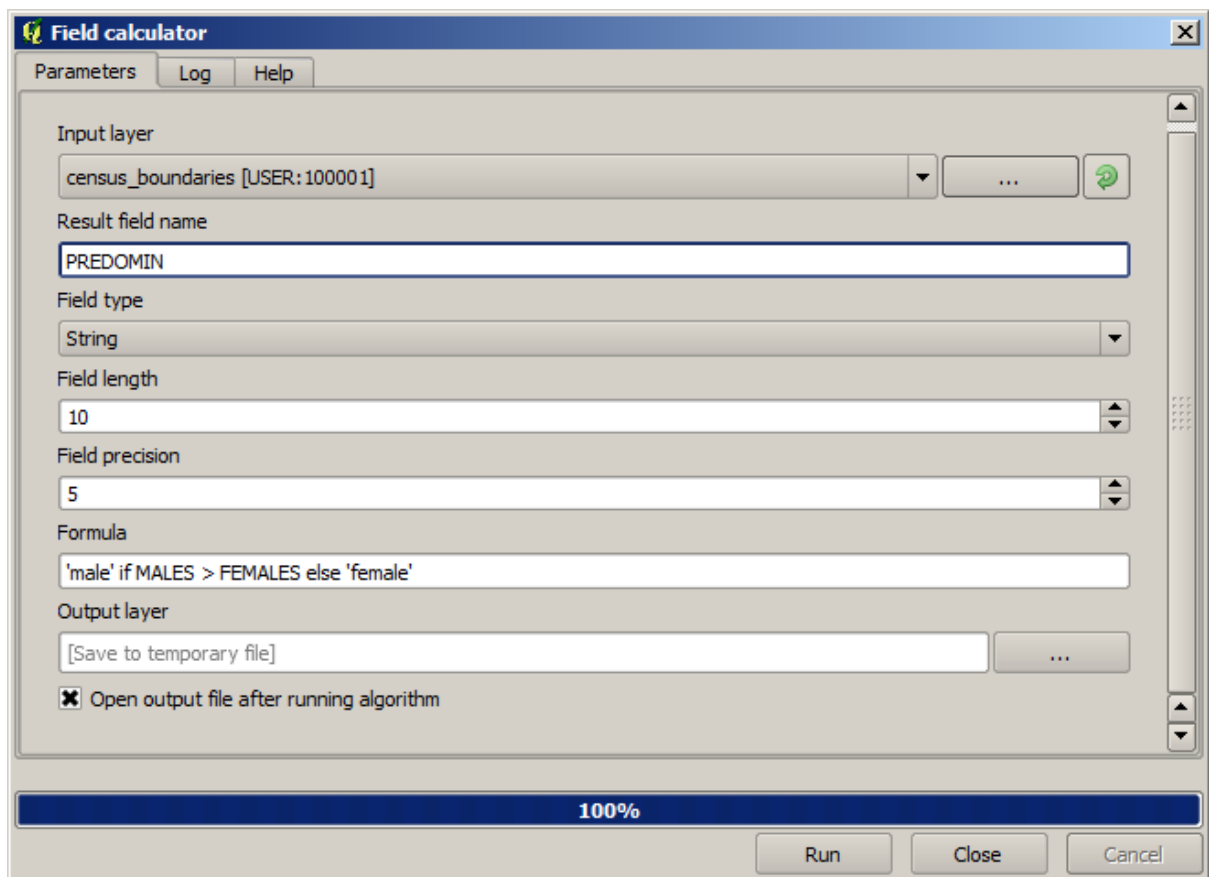 Field calculator
Parameters Log Help
Input layer
census_boundaries [USER:100001]
...
Result field name
PREDOMIN
Field type
String
Field length
10
Field precision
5
Formula
'male' if MALES > FEMALES else 'female'
Output layer
[Save to temporary file]
...
Open output file after running algorithm
100%
Run Close Cancel